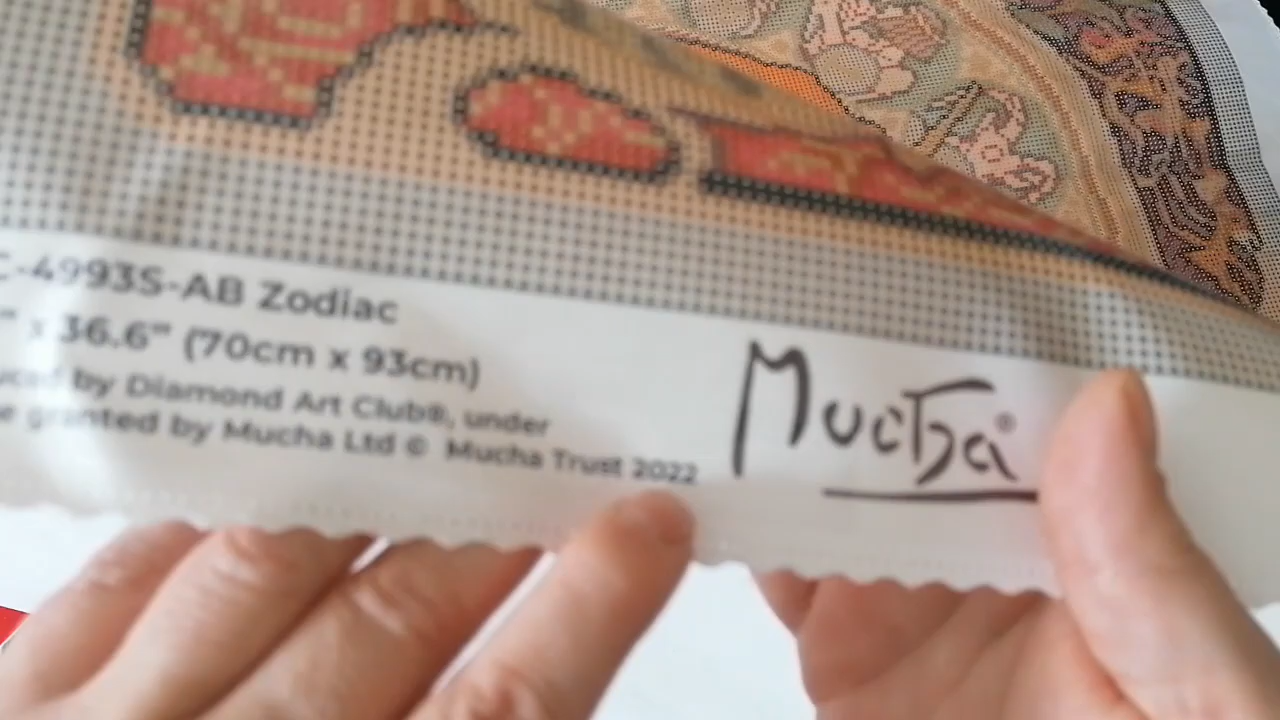 C-4993S-AB Zodiac
" x 36.6" (70cm x 93cm)
by Diamond Art Club®, under
granted by Mucha Ltd © Mucha Trust 2022
Mucha®